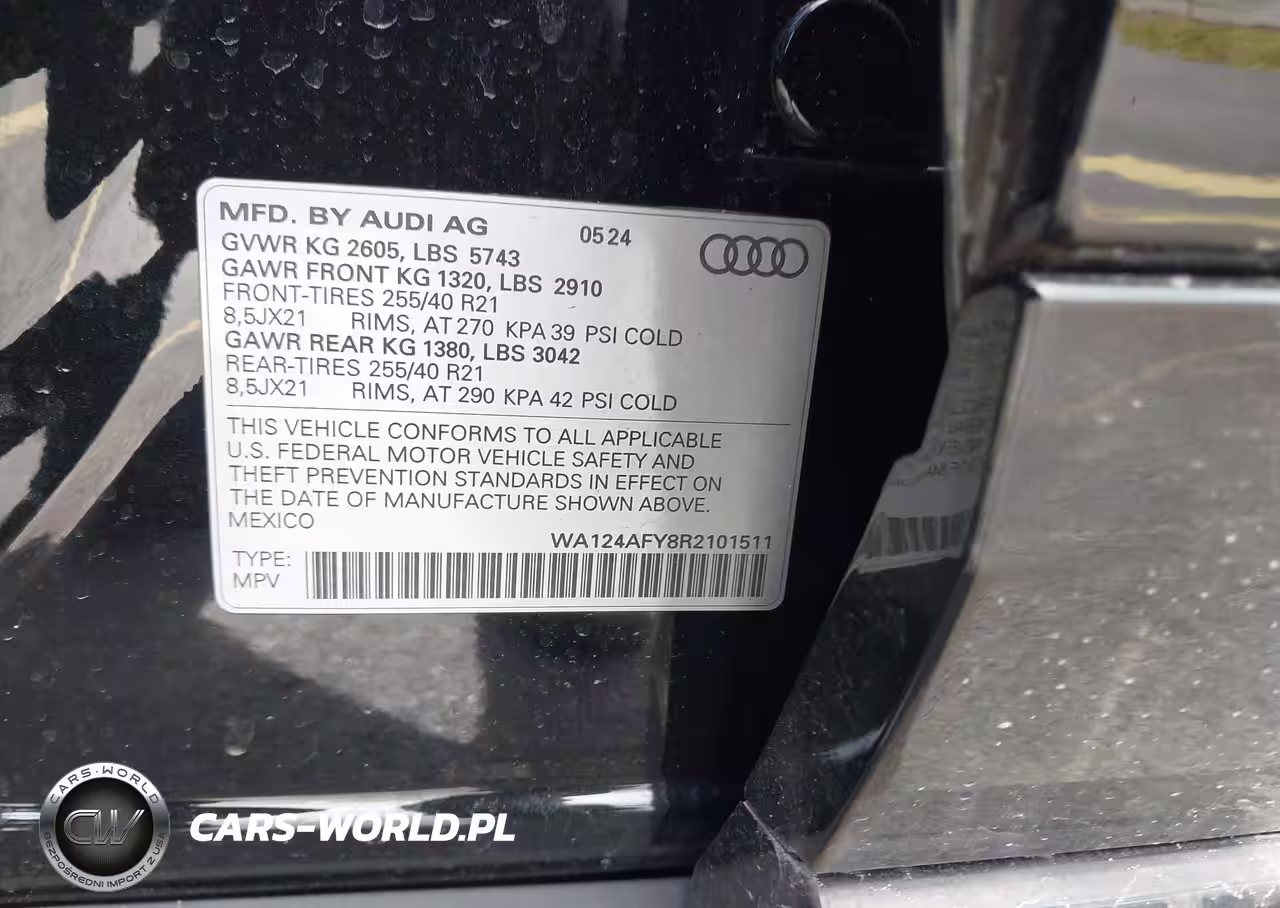 MFD. BY AUDI AG 0524
GVWR KG 2605, LBS 5743
GAWR FRONT KG 1320, LBS 2910
FRONT-TIRES 255/40 R21
8,5JX21 RIMS, AT 270 KPA 39 PSI COLD
GAWR REAR KG 1380, LBS 3042
REAR-TIRES 255/40 R21
8,5JX21 RIMS, AT 290 KPA 42 PSI COLD
THIS VEHICLE CONFORMS TO ALL APPLICABLE
U.S. FEDERAL MOTOR VEHICLE SAFETY AND
THEFT PREVENTION STANDARDS IN EFFECT ON
THE DATE OF MANUFACTURE SHOWN ABOVE.
MEXICO
WA124AFY8R2101511
TYPE:
MPV
CARS-WORLD
CW
BEZPOŚREDNI IMPORT Z USA
CARS-WORLD.PL